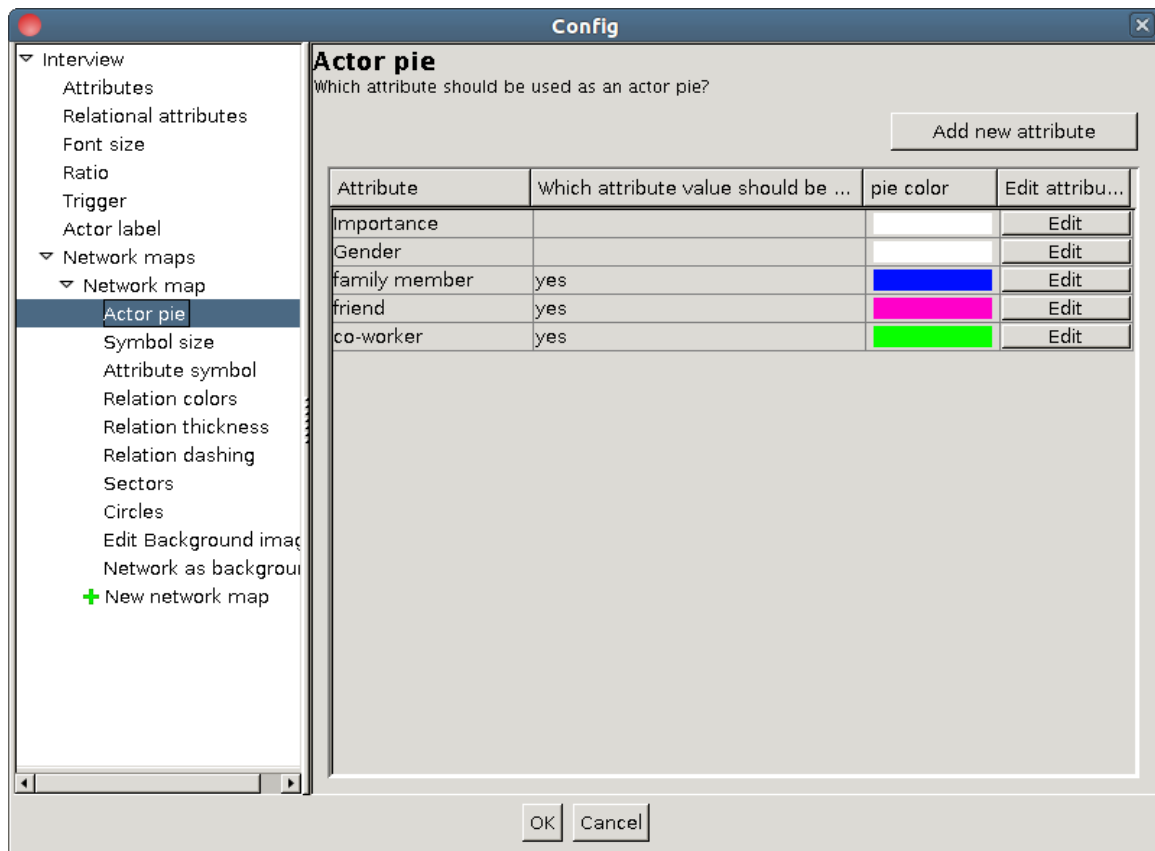 Config
Interview
Attributes
Relational attributes
Font size
Ratio
Trigger
Actor label
Network maps
Network map
Actor pie
Symbol size
Attribute symbol
Relation colors
Relation thickness
Relation dashing
Sectors
Circles
Edit Background imag
Network as backgrou
New network map
Actor pie
Which attribute should be used as an actor pie?
Add new attribute
Attribute Which attribute value should be ... pie color Edit attribu...
Importance Edit
Gender Edit
family member yes Edit
friend yes Edit
co-worker yes Edit
OK Cancel